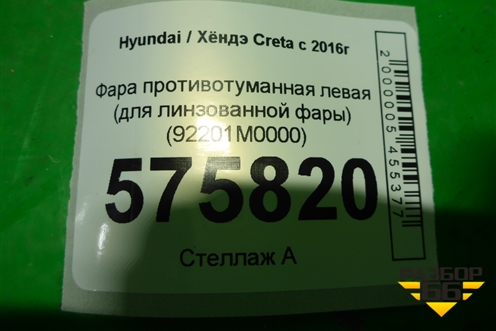 Hyundai / Хёндэ Creta с 2016г
Фара противотуманная левая
(для линзованной фары)
(92201M0000)
575820
Стеллаж А
2000005455377
РАЗБОР
66